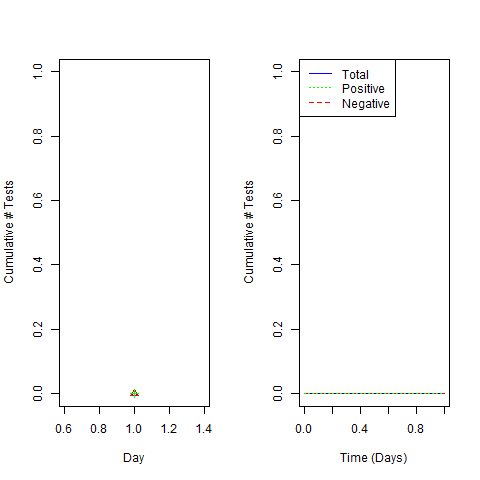 Cumulative # Tests
1.0
0.8
0.6
0.4
0.2
0.0
0.6 0.8 1.0 1.2 1.4
Day
Cumulative # Tests
1.0
0.8
0.6
0.4
0.2
0.0
Total
Positive
Negative
0.0 0.4 0.8
Time (Days)